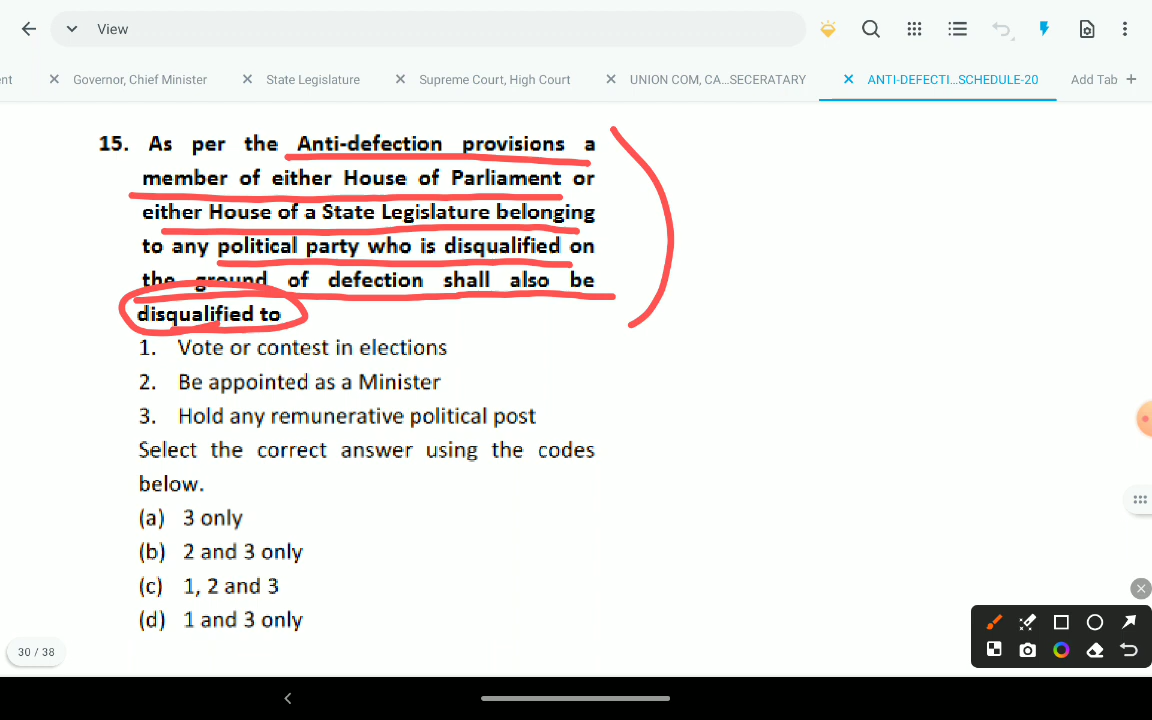 View
nt
Governor, Chief Minister
State Legislature
Supreme Court, High Court
UNION COM, CA...SECERATARY
ANTI-DEFECTI...SCHEDULE-20
Add Tab +
15. As per the Anti-defection provisions a
member of either House of Parliament or
either House of a State Legislature belonging
to any political party who is disqualified on
the ground of defection shall also be
disqualified to
1. Vote or contest in elections
2. Be appointed as a Minister
3. Hold any remunerative political post
Select the correct answer using the codes
below.
(a) 3 only
(b) 2 and 3 only
(c) 1, 2 and 3
(d) 1 and 3 only
30 / 38